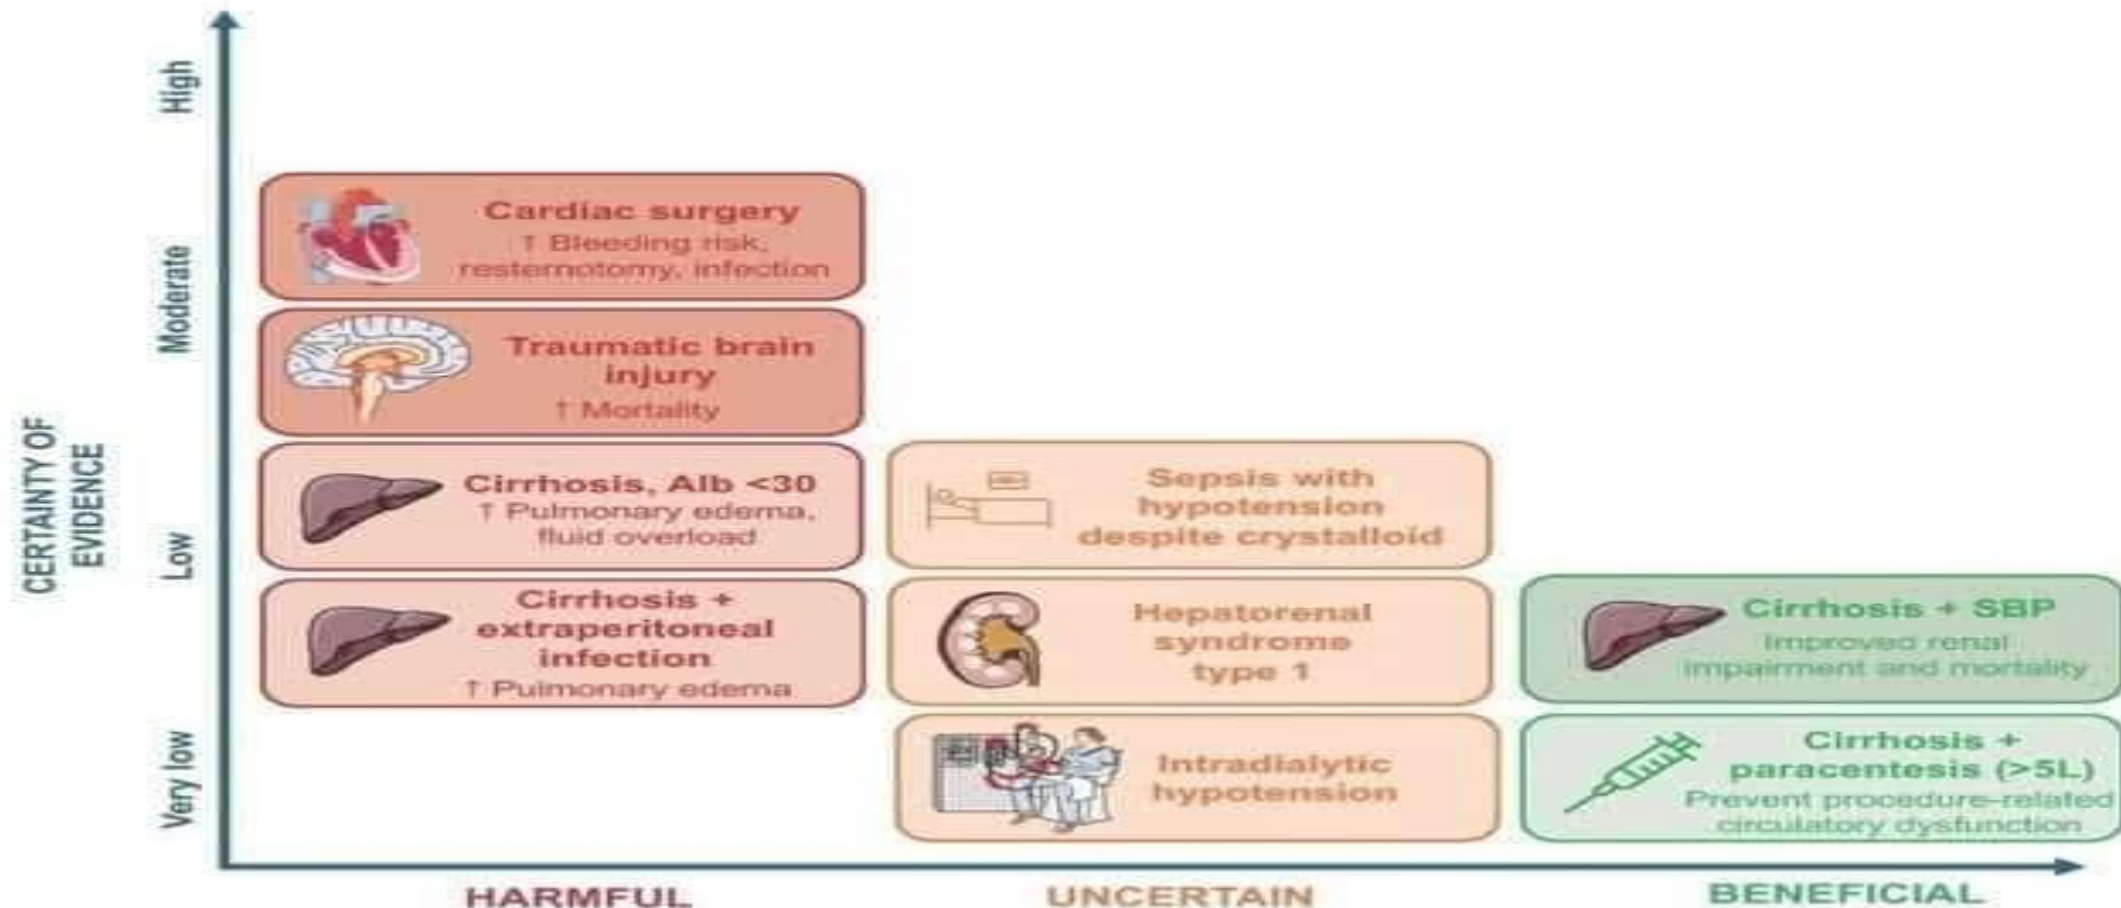 High
Moderate
Low
Very low
CERTAINTY OF
EVIDENCE
Cardiac surgery
↑ Bleeding risk,
resternotomy, infection
Traumatic brain
injury
↑ Mortality
Cirrhosis, Alb <30
↑ Pulmonary edema,
fluid overload
Cirrhosis +
extraperitoneal
infection
↑ Pulmonary edema
Sepsis with
hypotension
despite crystalloid
Hepatorenal
syndrome
type 1
Intradialytic
hypotension
Cirrhosis + SBP
Improved renal
impairment and mortality
Cirrhosis +
paracentesis (>5L)
Prevent procedure-related
circulatory dysfunction
HARMFUL
UNCERTAIN
BENEFICIAL